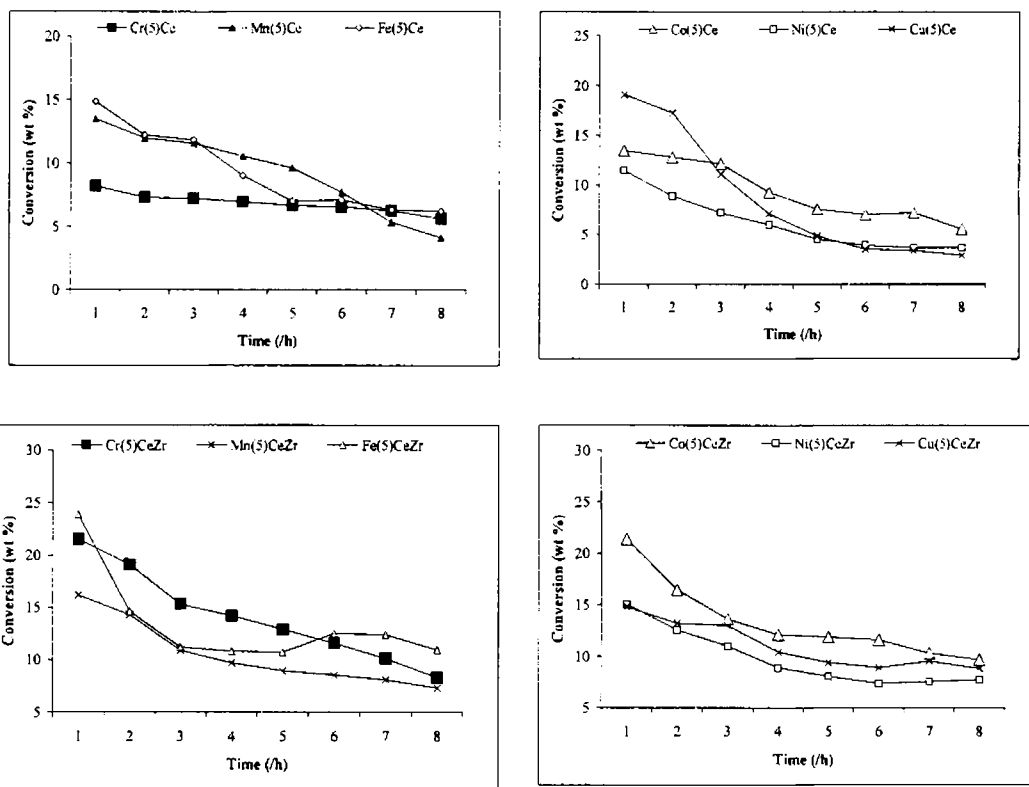 Cr(5)Ce Mn(5)Ce Fe(5)Ce
20
15
10
5
0
Conversion (wt %)
1 2 3 4 5 6 7 8
Time (/h)
Co(5)Ce Ni(5)Ce Cu(5)Ce
25
20
15
10
5
0
Conversion (wt %)
1 2 3 4 5 6 7 8
Time (/h)
Cr(5)CeZr Mn(5)CeZr Fe(5)CeZr
30
25
20
15
10
5
Conversion (wt %)
1 2 3 4 5 6 7 8
Time (/h)
Co(5)CeZr Ni(5)CeZr Cu(5)CeZr
30
25
20
15
10
5
Conversion (wt %)
1 2 3 4 5 6 7 8
Time (/h)